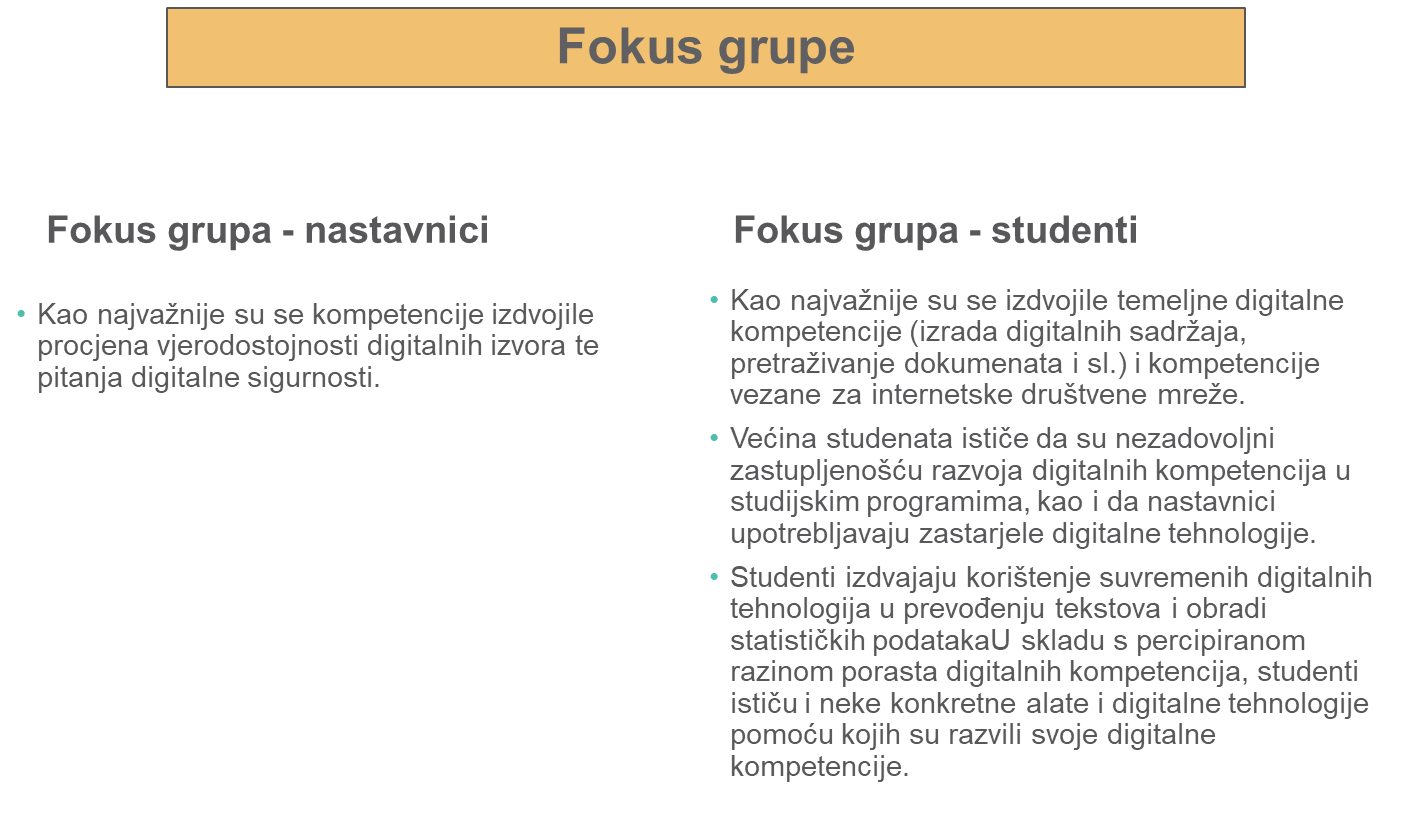 Fokus grupe
Fokus grupa - nastavnici
• Kao najvažnije su se kompetencije izdvojile
procjena vjerodostojnosti digitalnih izvora te
pitanja digitalne sigurnosti.
Fokus grupa - studenti
• Kao najvažnije su se izdvojile temeljne digitalne
kompetencije (izrada digitalnih sadržaja,
pretraživanje dokumenata i sl.) i kompetencije
vezane za internetske društvene mreže.
• Većina studenata ističe da su nezadovoljni
zastupljenošću razvoja digitalnih kompetencija u
studijskim programima, kao i da nastavnici
upotrebljavaju zastarjele digitalne tehnologije.
• Studenti izdvajaju korištenje suvremenih digitalnih
tehnologija u prevođenju tekstova i obradi
statističkih podatakaU skladu s percipiranom
razinom porasta digitalnih kompetencija, studenti
ističu i neke konkretne alate i digitalne tehnologije
pomoću kojih su razvili svoje digitalne
kompetencije.